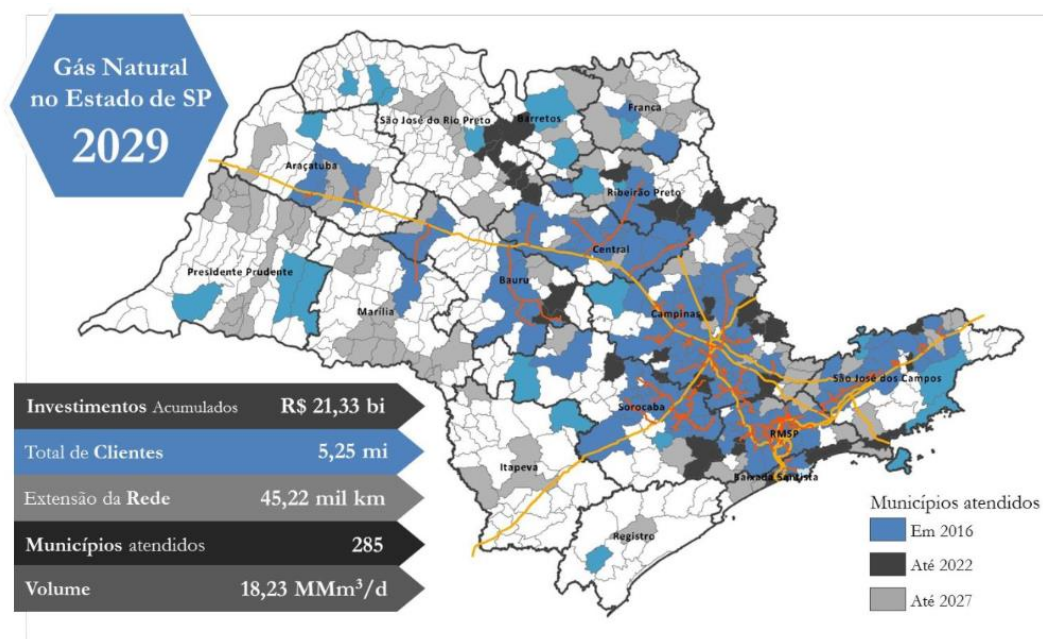 Gás Natural
no Estado de SP
2029
São José do Rio Preto
Barretos
Franca
Araçatuba
Ribeirão Preto
Central
Presidente Prudente
Bauru
Marília
Campinas
São José dos Campos
Sorocaba
RMSP
Itapeva
Baixada Santista
Registro
Investimentos Acumulados R$ 21,33 bi
Total de Clientes 5,25 mi
Extensão da Rede 45,22 mil km
Municípios atendidos 285
Volume 18,23 MMm³/d
Municípios atendidos
Em 2016
Até 2022
Até 2027